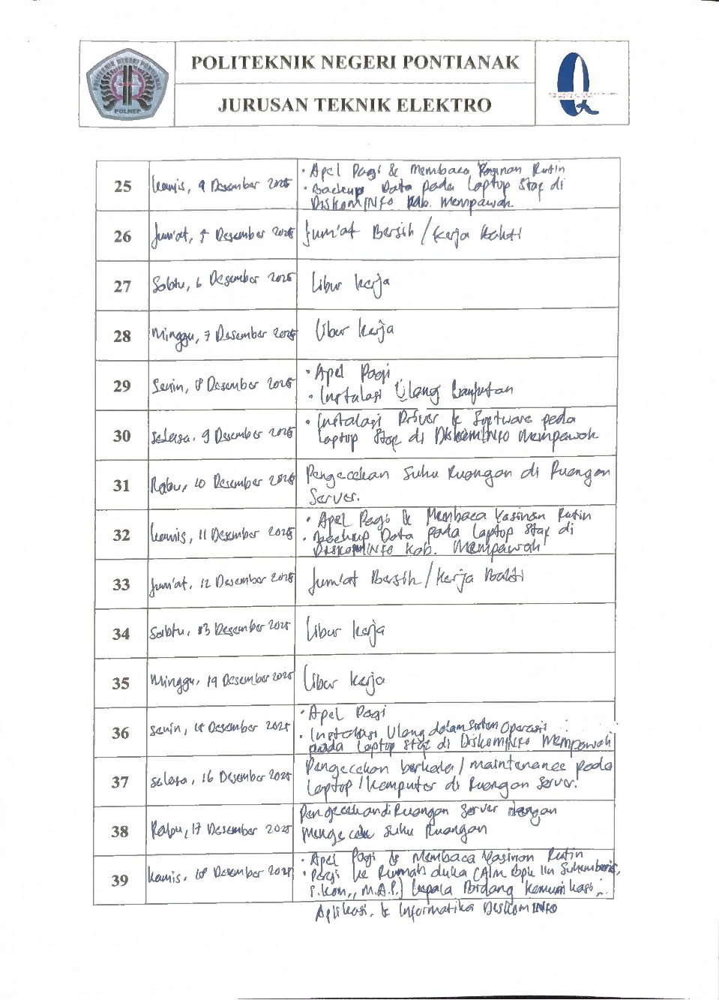 POLITEKNIK NEGERI PONTIANAK
JURUSAN TEKNIK ELEKTRO
POLNEP
25 Kamis, 4 Desember 2025 • Apel Pagi & Membaca Yasinan Rutin
• Backup Data pada Laptop Staf di
DISKOMINFO Kab. Mempawah
26 Jum'at, 5 Desember 2025 Jum'at Bersih / Kerja Bakti
27 Sabtu, 6 Desember 2025 Libur kerja
28 Minggu, 7 Desember 2025 Libur kerja
29 Senin, 8 Desember 2025 • Apel Pagi
• Instalasi Ulang Lanjutan
30 Selasa, 9 Desember 2025 • Instalasi Driver & Software pada
Laptop Staf di DISKOMINFO Mempawah
31 Rabu, 10 Desember 2025 Pengecekan Suhu Ruangan di Ruangan
Server.
32 Kamis, 11 Desember 2025 • Apel Pagi & Membaca Yasinan Rutin
• Backup Data pada Laptop Staf di
DISKOMINFO Kab. Mempawah
33 Jum'at, 12 Desember 2025 Jum'at Bersih / Kerja Bakti
34 Sabtu, 13 Desember 2025 Libur kerja
35 Minggu, 14 Desember 2025 Libur kerja
36 Senin, 15 Desember 2025 • Apel Pagi
• Instalasi Ulang dalam Sistem Operasi
pada Laptop Staf di DISKOMINFO Mempawah
37 Selasa, 16 Desember 2025 Pengecekan berkala / maintenance pada
Laptop / Komputer di Ruangan Server.
38 Rabu, 17 Desember 2025 Pengecekan di Ruangan Server dengan
mengecek Suhu Ruangan
39 Kamis, 18 Desember 2025 • Apel Pagi & Membaca Yasinan Rutin
• Pergi ke Rumah duka (Alm Bpk
S.Kom., M.A.P.) Kepala Bidang Komunikasi
Aplikasi, & Informatika DISKOMINFO